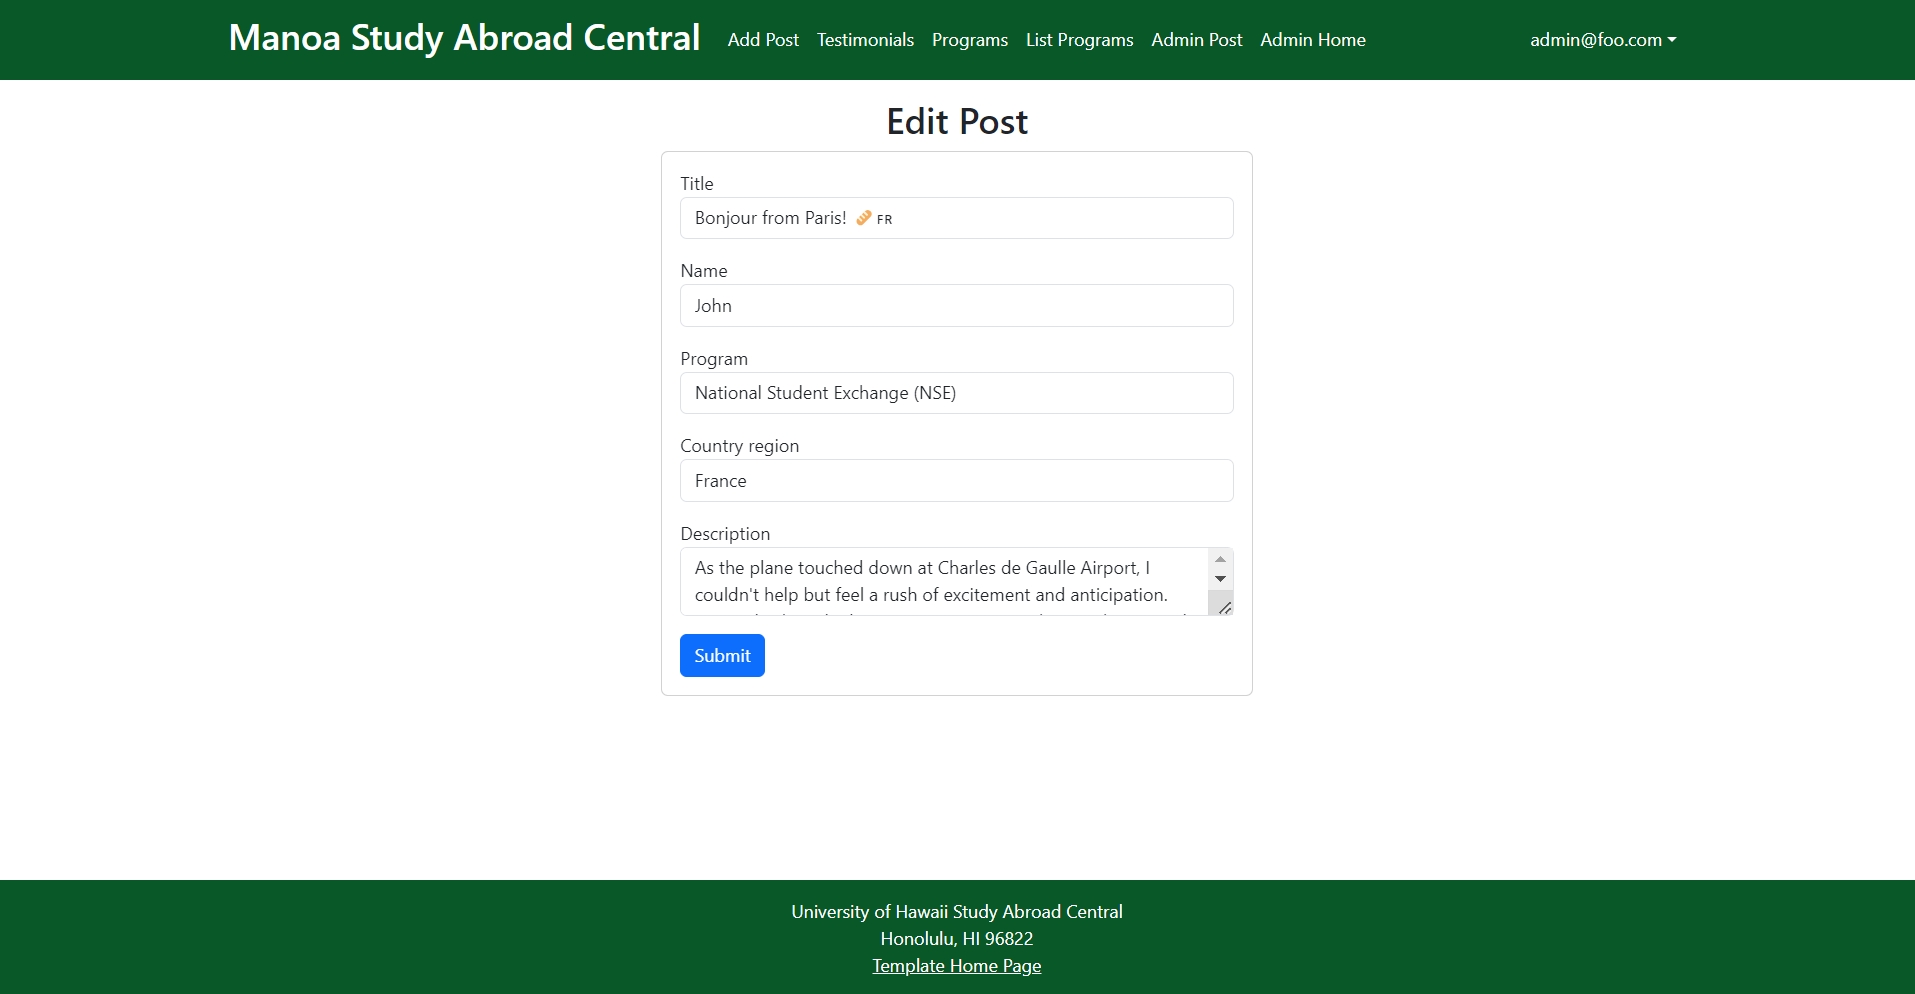 Manoa Study Abroad Central Add Post Testimonials Programs List Programs Admin Post Admin Home admin@foo.com
Edit Post
Title
Bonjour from Paris! 🥖 FR
Name
John
Program
National Student Exchange (NSE)
Country region
France
Description
As the plane touched down at Charles de Gaulle Airport, I
couldn't help but feel a rush of excitement and anticipation.
Submit
University of Hawaii Study Abroad Central
Honolulu, HI 96822
Template Home Page